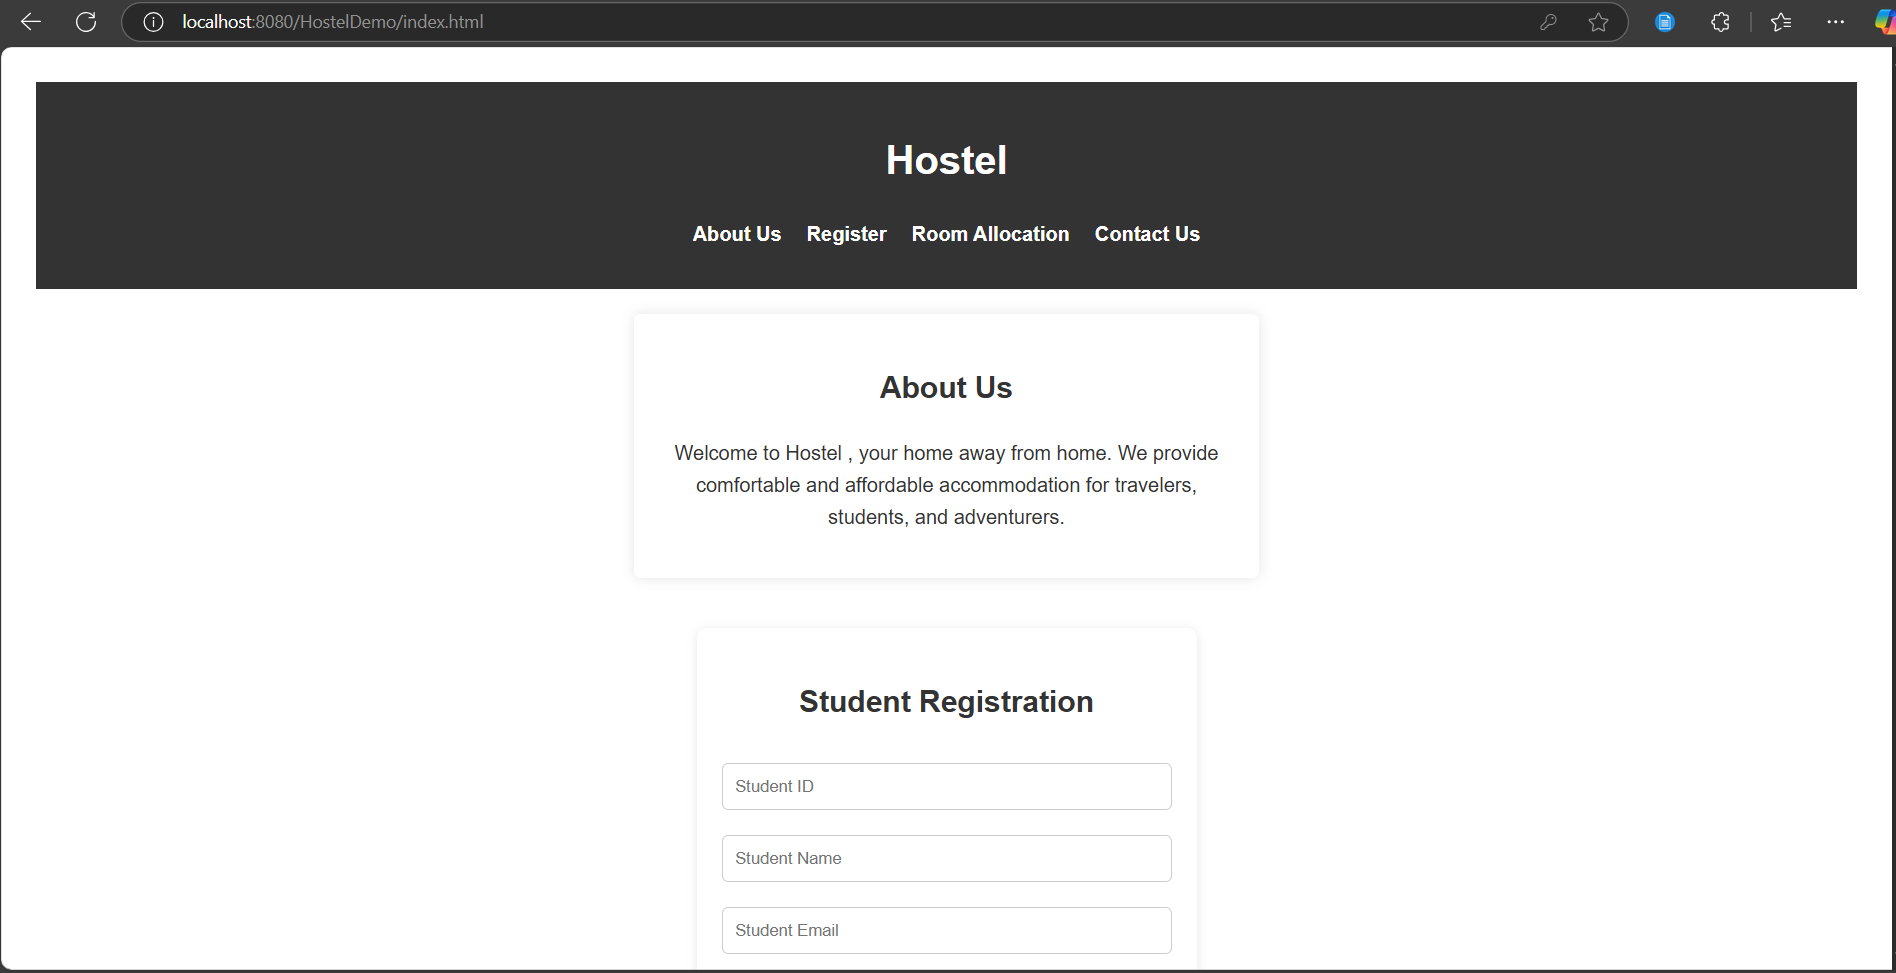 localhost:8080/HostelDemo/index.html
Hostel
About Us Register Room Allocation Contact Us
About Us
Welcome to Hostel , your home away from home. We provide
comfortable and affordable accommodation for travelers,
students, and adventurers.
Student Registration
Student ID
Student Name
Student Email